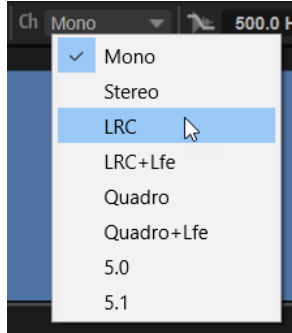 Ch Mono 500.0 H
Mono
Stereo
LRC
LRC+Lfe
Quadro
Quadro+Lfe
5.0
5.1